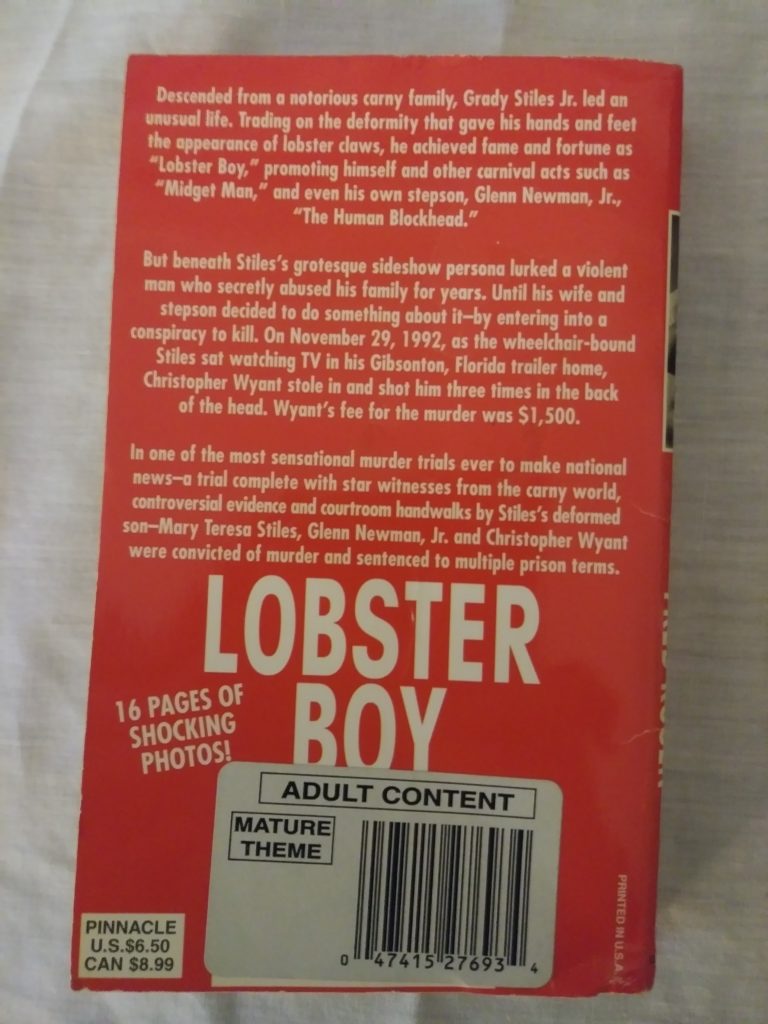 Descended from a notorious carny family, Grady Stiles Jr. led an
unusual life. Trading on the deformity that gave his hands and feet
the appearance of lobster claws, he achieved fame and fortune as
“Lobster Boy,” promoting himself and other carnival acts such as
“Midget Man,” and even his own stepson, Glenn Newman, Jr.,
“The Human Blockhead.”
But beneath Stiles’s grotesque sideshow persona lurked a violent
man who secretly abused his family for years. Until his wife and
stepson decided to do something about it—by entering into a
conspiracy to kill. On November 29, 1992, as the wheelchair-bound
Stiles sat watching TV in his Gibsonton, Florida trailer home,
Christopher Wyant stole in and shot him three times in the back
of the head. Wyant’s fee for the murder was $1,500.
In one of the most sensational murder trials ever to make national
news—a trial complete with star witnesses from the carny world,
controversial evidence and courtroom handwalks by Stiles’s deformed
son—Mary Teresa Stiles, Glenn Newman, Jr. and Christopher Wyant
were convicted of murder and sentenced to multiple prison terms.
LOBSTER
BOY
16 PAGES OF
SHOCKING
PHOTOS!
ADULT CONTENT
MATURE
THEME
0 47415 27693 4
PINNACLE
U.S.$6.50
CAN $8.99
PRINTED IN U.S.A.